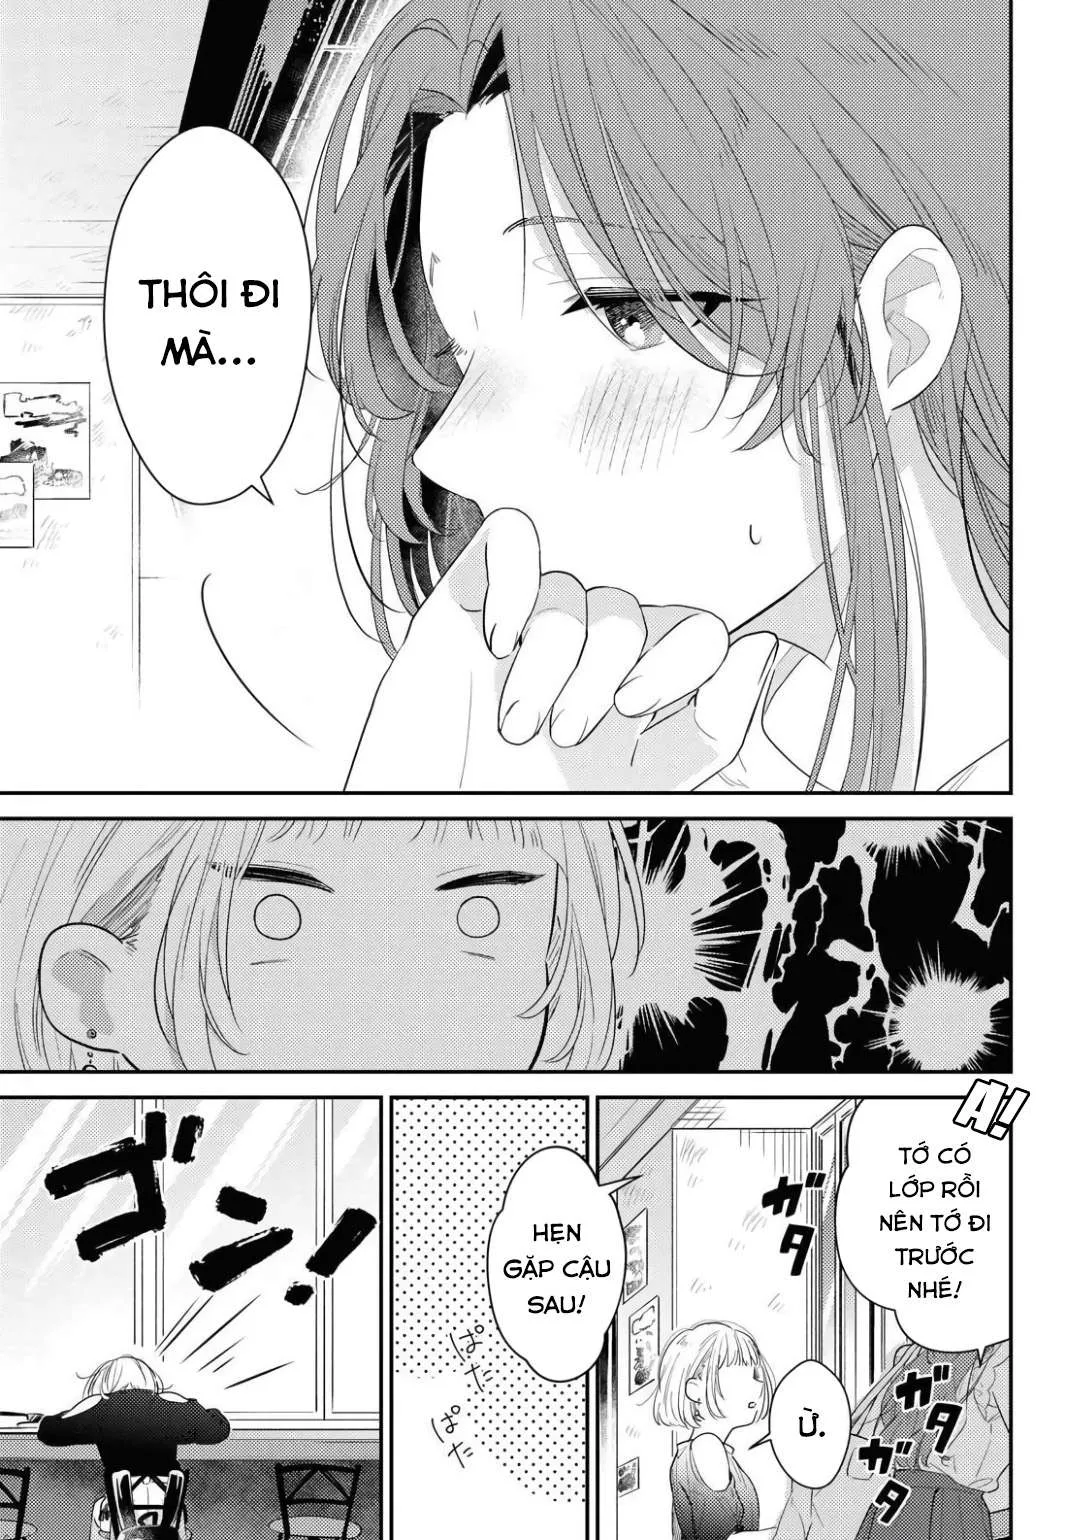 THÔI ĐI
MÀ...
A!
TỚ CÓ
LỚP RỒI
NÊN TỚ ĐI
TRƯỚC
NHÉ!
ガタ
ừ.
ガタ
ガタ
HẸN
GẶP CẬU
SAU!
ぱた
ぱた
ゴン!